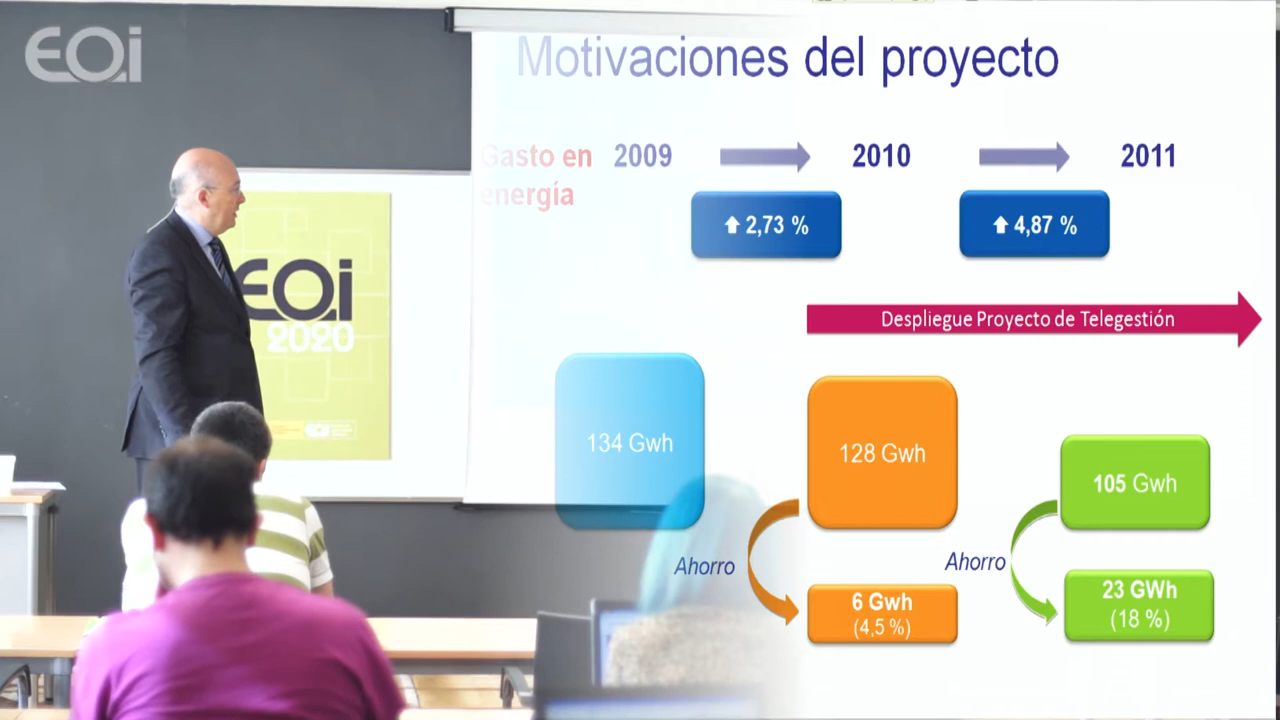 EOi
Motivaciones del proyecto
Gasto en
energía
2009
2010
2011
2,73 %
4,87 %
EOi
2020
Despliegue Proyecto de Telegestión
134 Gwh
128 Gwh
105 Gwh
EOi
Ahorro
Ahorro
6 Gwh
(4,5 %)
23 GWh
(18 %)